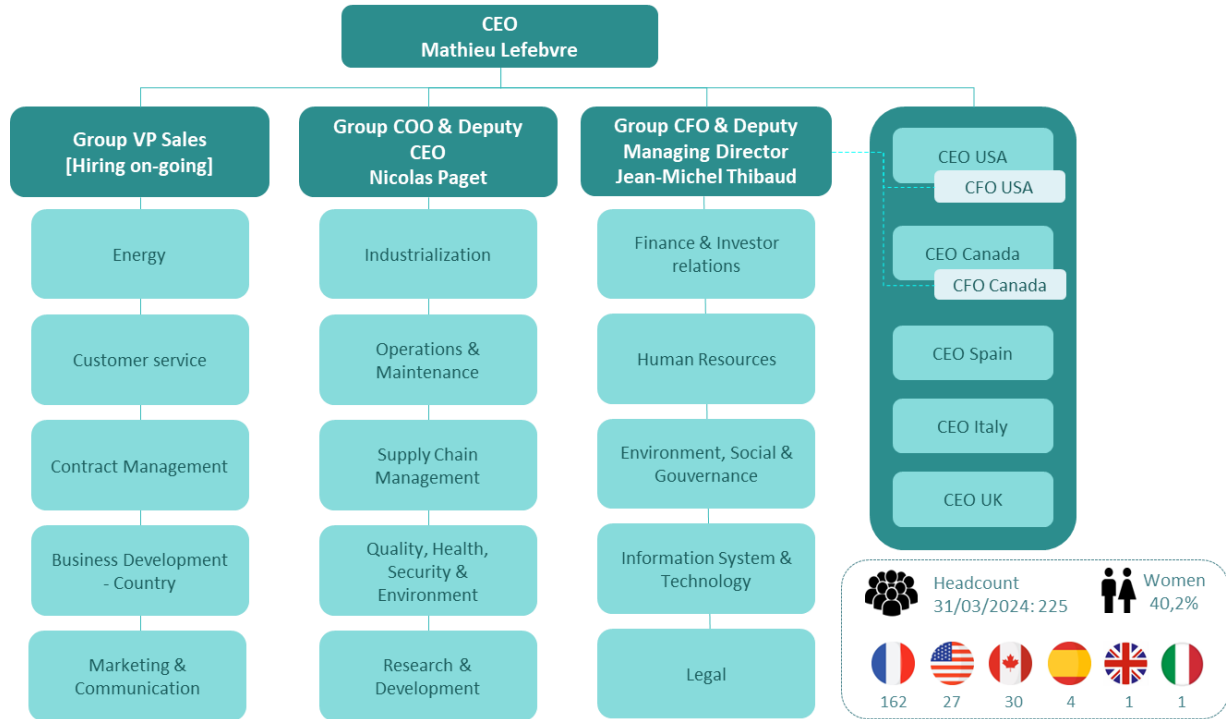 CEO
Mathieu Lefebvre
Group VP Sales
[Hiring on-going]
Energy
Customer service
Contract Management
Business Development
- Country
Marketing &
Communication
Group COO & Deputy
CEO
Nicolas Paget
Industrialization
Operations &
Maintenance
Supply Chain
Management
Quality, Health,
Security &
Environment
Research &
Development
Group CFO & Deputy
Managing Director
Jean-Michel Thibaud
Finance & Investor
relations
Human Resources
Environment, Social &
Gouvernance
Information System &
Technology
Legal
CEO USA
CFO USA
CEO Canada
CFO Canada
CEO Spain
CEO Italy
CEO UK
Headcount
31/03/2024: 225
Women
40,2%
162
27
30
4
1
1